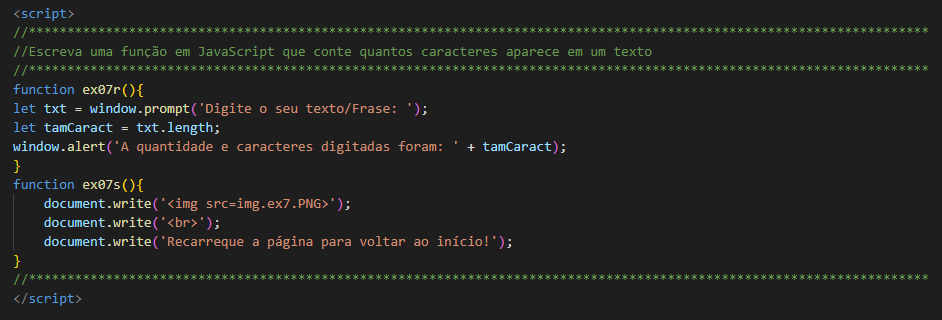 <script>
//*********************************************************************************************************************
//Escreva uma função em JavaScript que conte quantos caracteres aparece em um texto
//*********************************************************************************************************************
function ex07r(){
let txt = window.prompt('Digite o seu texto/Frase: ');
let tamCaract = txt.length;
window.alert('A quantidade e caracteres digitadas foram: ' + tamCaract);
}
function ex07s(){
    document.write('<img src=img.ex7.PNG>');
    document.write('<br>');
    document.write('Recarreque a página para voltar ao início!');
}
//*********************************************************************************************************************
</script>